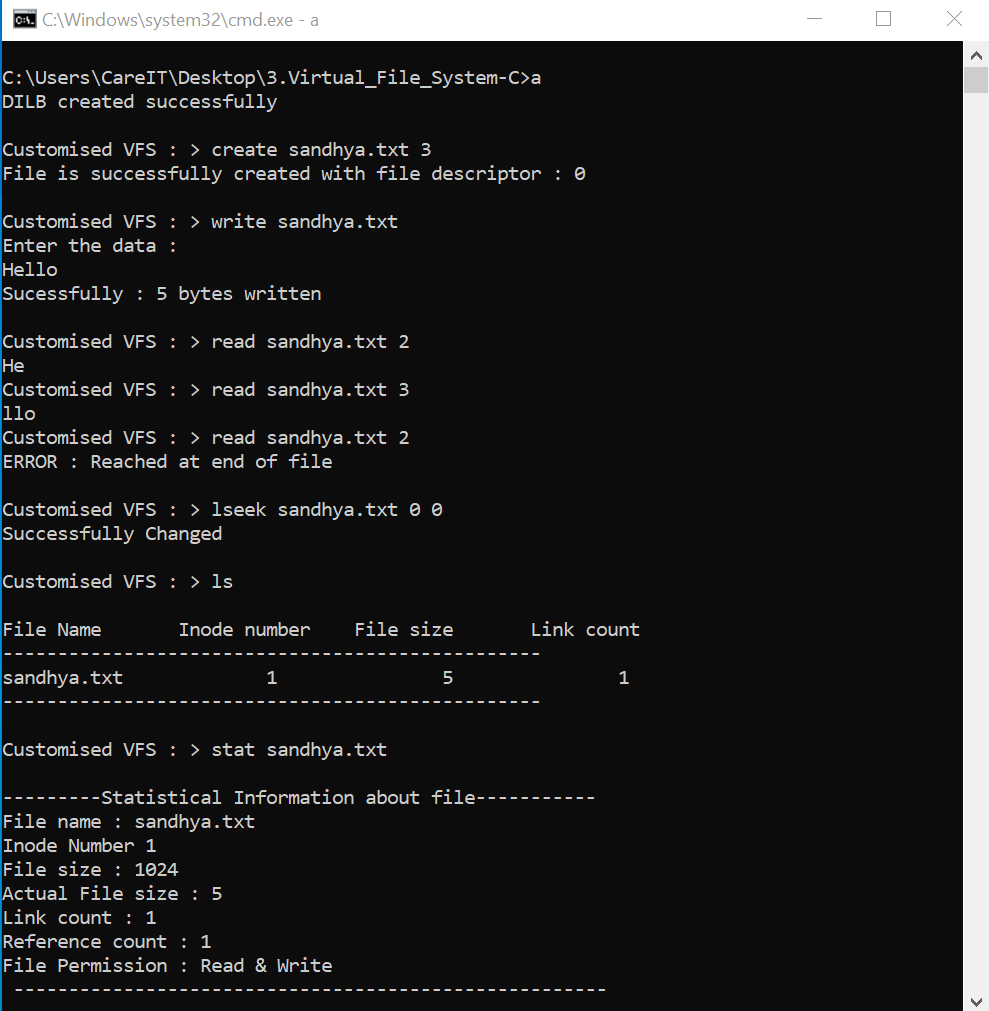 C:\Windows\system32\cmd.exe - a
C:\Users\CareIT\Desktop\3.Virtual_File_System-C>a
DILB created successfully
Customised VFS : > create sandhya.txt 3
File is successfully created with file descriptor : 0
Customised VFS : > write sandhya.txt
Enter the data :
Hello
Sucessfully : 5 bytes written
Customised VFS : > read sandhya.txt 2
He
Customised VFS : > read sandhya.txt 3
llo
Customised VFS : > read sandhya.txt 2
ERROR : Reached at end of file
Customised VFS : > lseek sandhya.txt 0 0
Successfully Changed
Customised VFS : > ls
File Name       Inode number    File size       Link count
-------------------------------------------------
sandhya.txt             1               5               1
-------------------------------------------------
Customised VFS : > stat sandhya.txt
---------Statistical Information about file-----------
File name : sandhya.txt
Inode Number 1
File size : 1024
Actual File size : 5
Link count : 1
Reference count : 1
File Permission : Read & Write
------------------------------------------------------